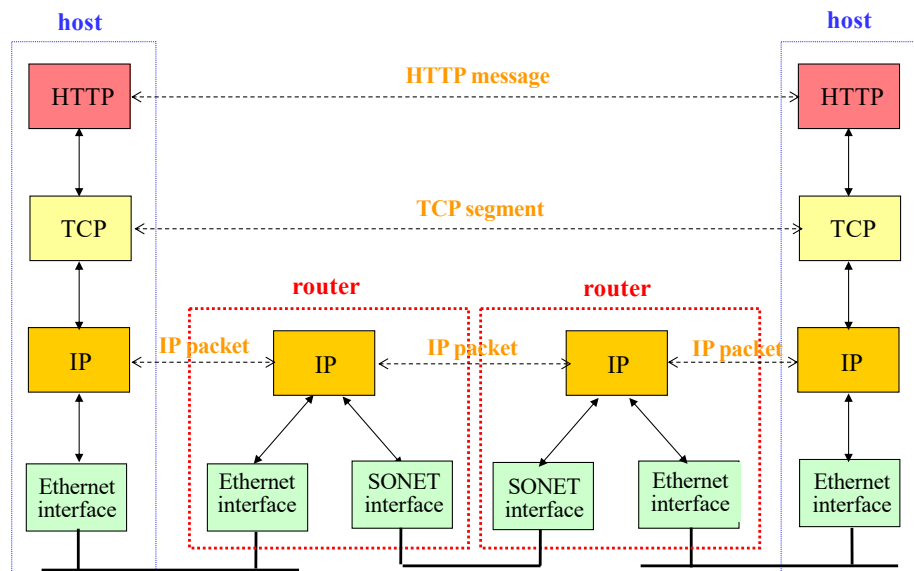 host
host
HTTP message
HTTP
HTTP
TCP segment
TCP
TCP
router
router
IP packet
IP packet
IP packet
IP
IP
IP
IP
Ethernet
interface
Ethernet
interface
SONET
interface
SONET
interface
Ethernet
interface
Ethernet
interface